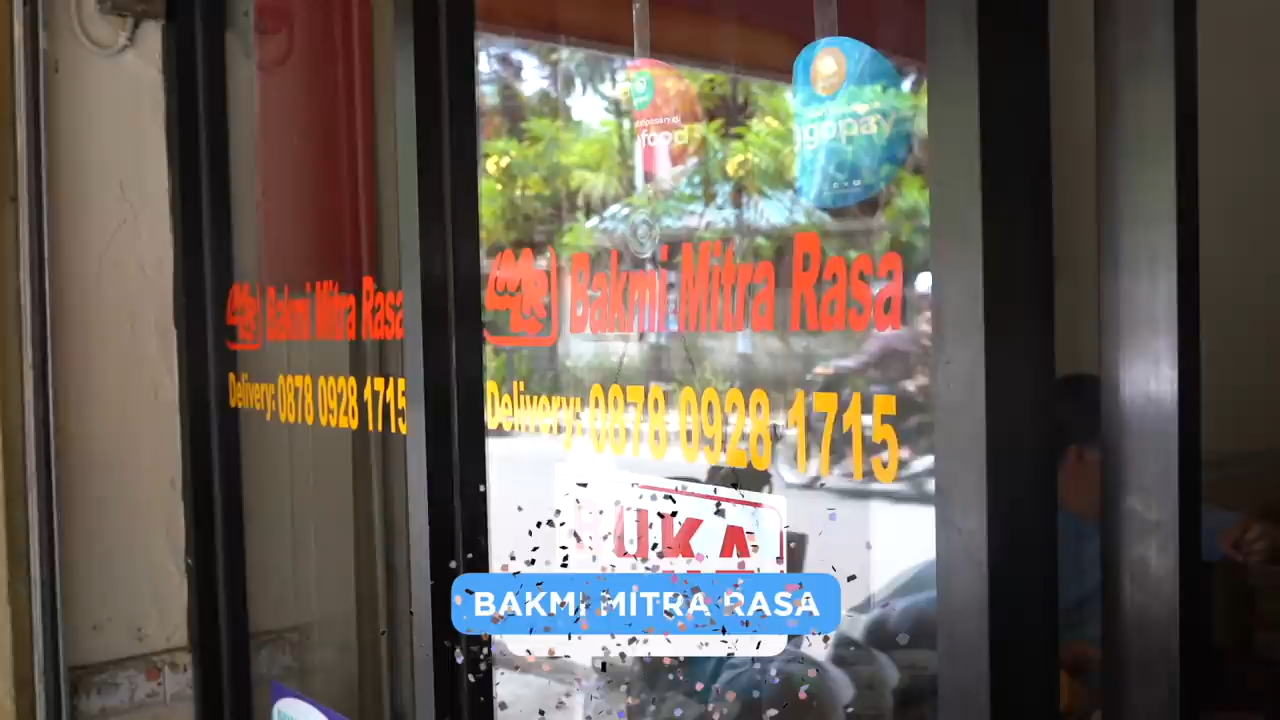 food
gopay
Bakmi Mitra Rasa
Delivery: 0878 0928 1715
Bakmi Mitra Rasa
Delivery: 0878 0928 1715
BUKA
BAKMI MITRA RASA